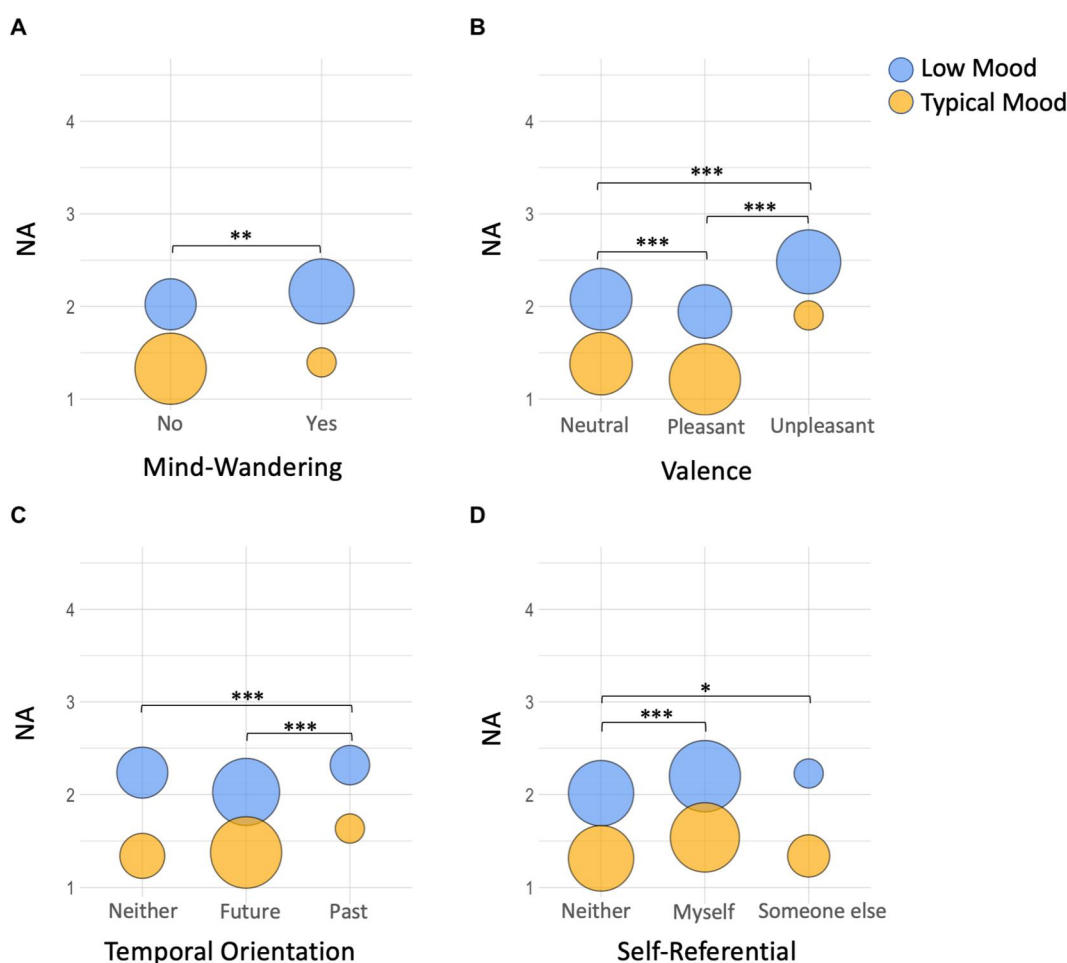 A
NA
4
3
2
1
**
No Yes
Mind-Wandering
B
NA
4
3
2
1
***
***
***
Neutral Pleasant Unpleasant
Valence
Low Mood
Typical Mood
C
NA
4
3
2
1
***
***
Neither Future Past
Temporal Orientation
D
NA
4
3
2
1
*
***
Neither Myself Someone else
Self-Referential